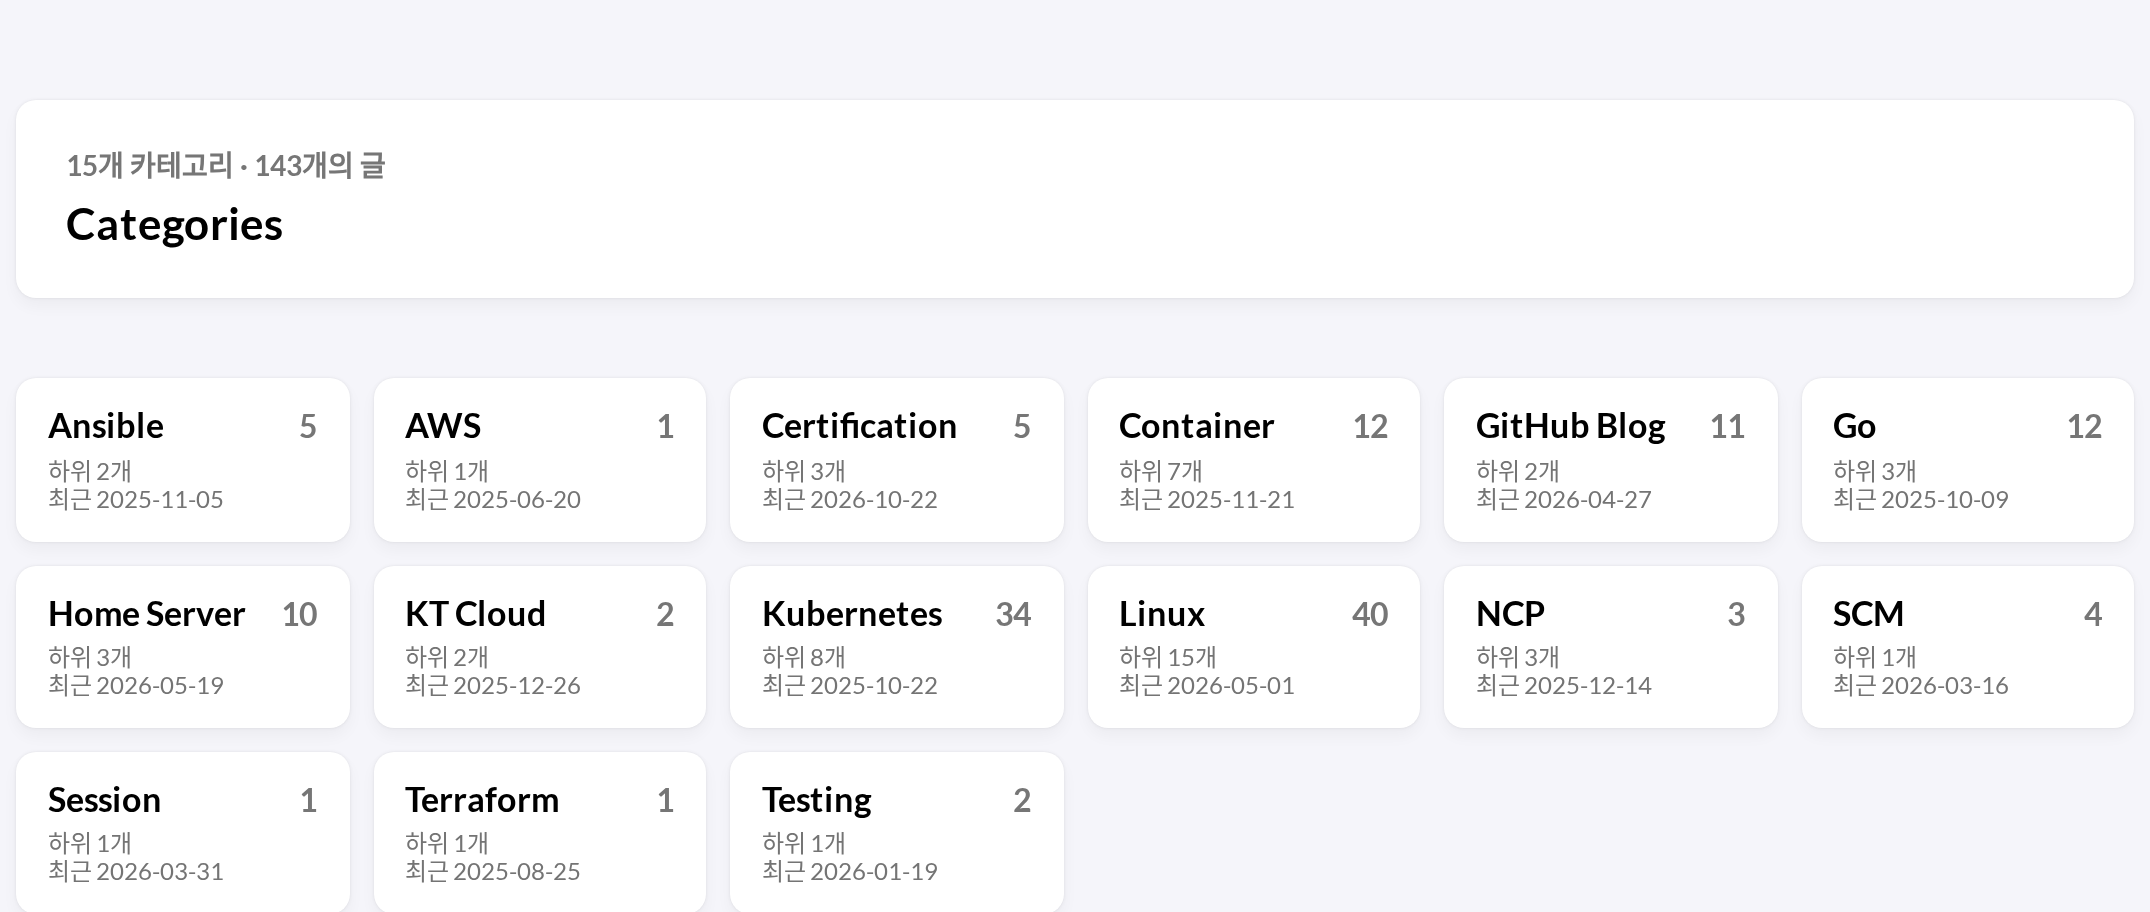 15개 카테고리 · 143개의 글
Categories
Ansible 5
하위 2개
최근 2025-11-05
AWS 1
하위 1개
최근 2025-06-20
Certification 5
하위 3개
최근 2026-10-22
Container 12
하위 7개
최근 2025-11-21
GitHub Blog 11
하위 2개
최근 2026-04-27
Go 12
하위 3개
최근 2025-10-09
Home Server 10
하위 3개
최근 2026-05-19
KT Cloud 2
하위 2개
최근 2025-12-26
Kubernetes 34
하위 8개
최근 2025-10-22
Linux 40
하위 15개
최근 2026-05-01
NCP 3
하위 3개
최근 2025-12-14
SCM 4
하위 1개
최근 2026-03-16
Session 1
하위 1개
최근 2026-03-31
Terraform 1
하위 1개
최근 2025-08-25
Testing 2
하위 1개
최근 2026-01-19